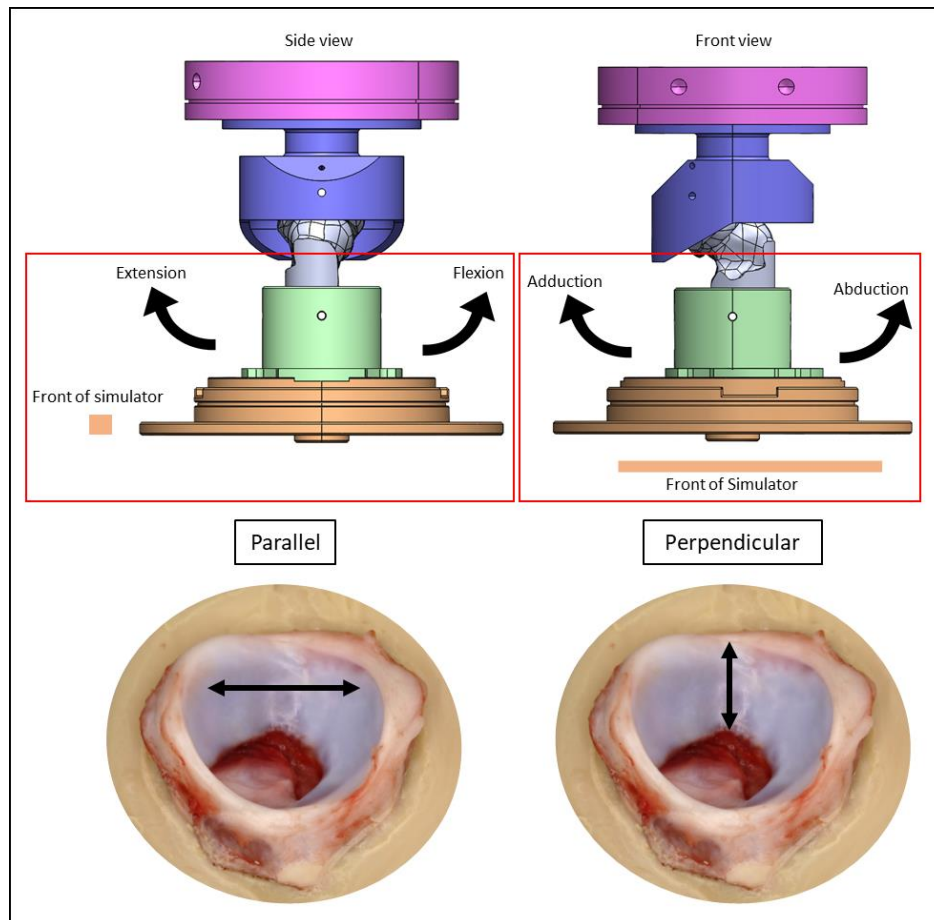 Side view
Front view
Extension
Flexion
Adduction
Abduction
Front of simulator
Front of Simulator
Parallel
Perpendicular